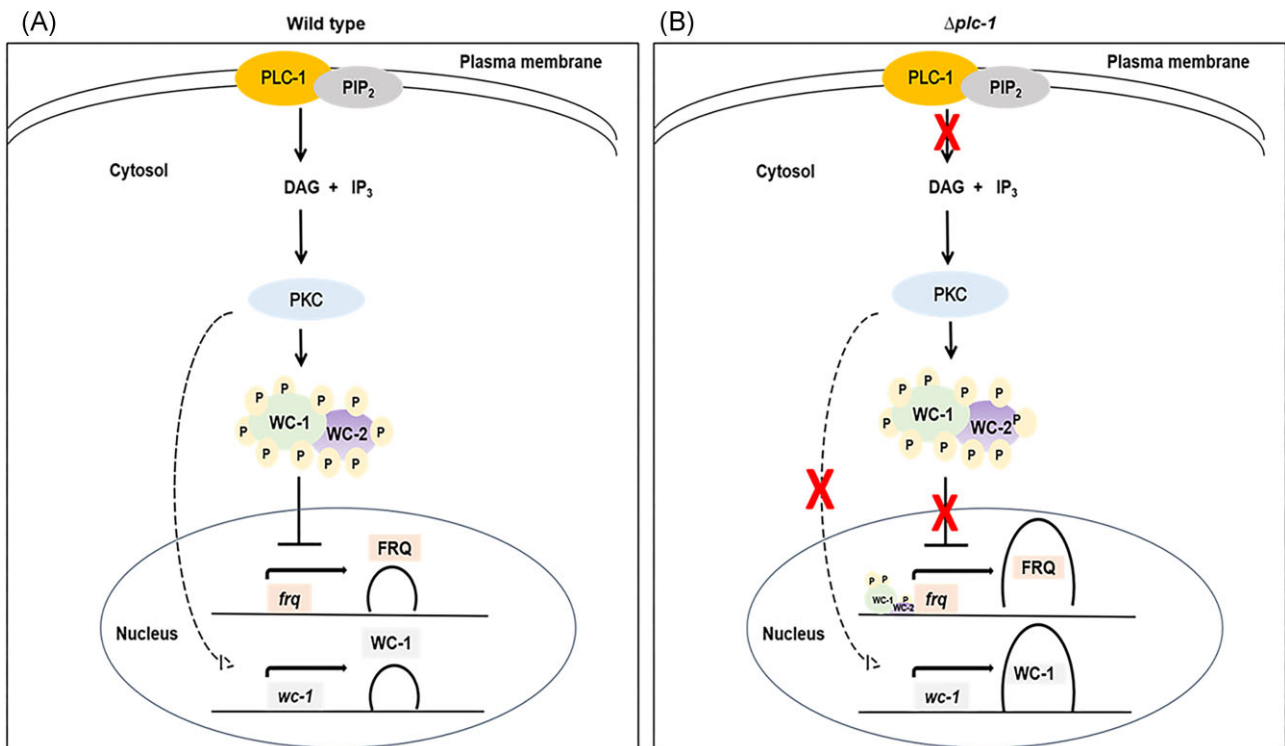 (A)
Wild type
PLC-1
PIP₂
Plasma membrane
Cytosol
DAG + IP₃
PKC
P
P
P
P
P
WC-1
WC-2
P
P
P
P
P
P
FRQ
frq
Nucleus
WC-1
wc-1
(B)
Δplc-1
PLC-1
PIP₂
Plasma membrane
X
Cytosol
DAG + IP₃
PKC
P
P
P
P
P
WC-1
WC-2
P
P
P
P
P
P
X
X
FRQ
P
P
WC-1
P
WC-2
frq
Nucleus
WC-1
wc-1